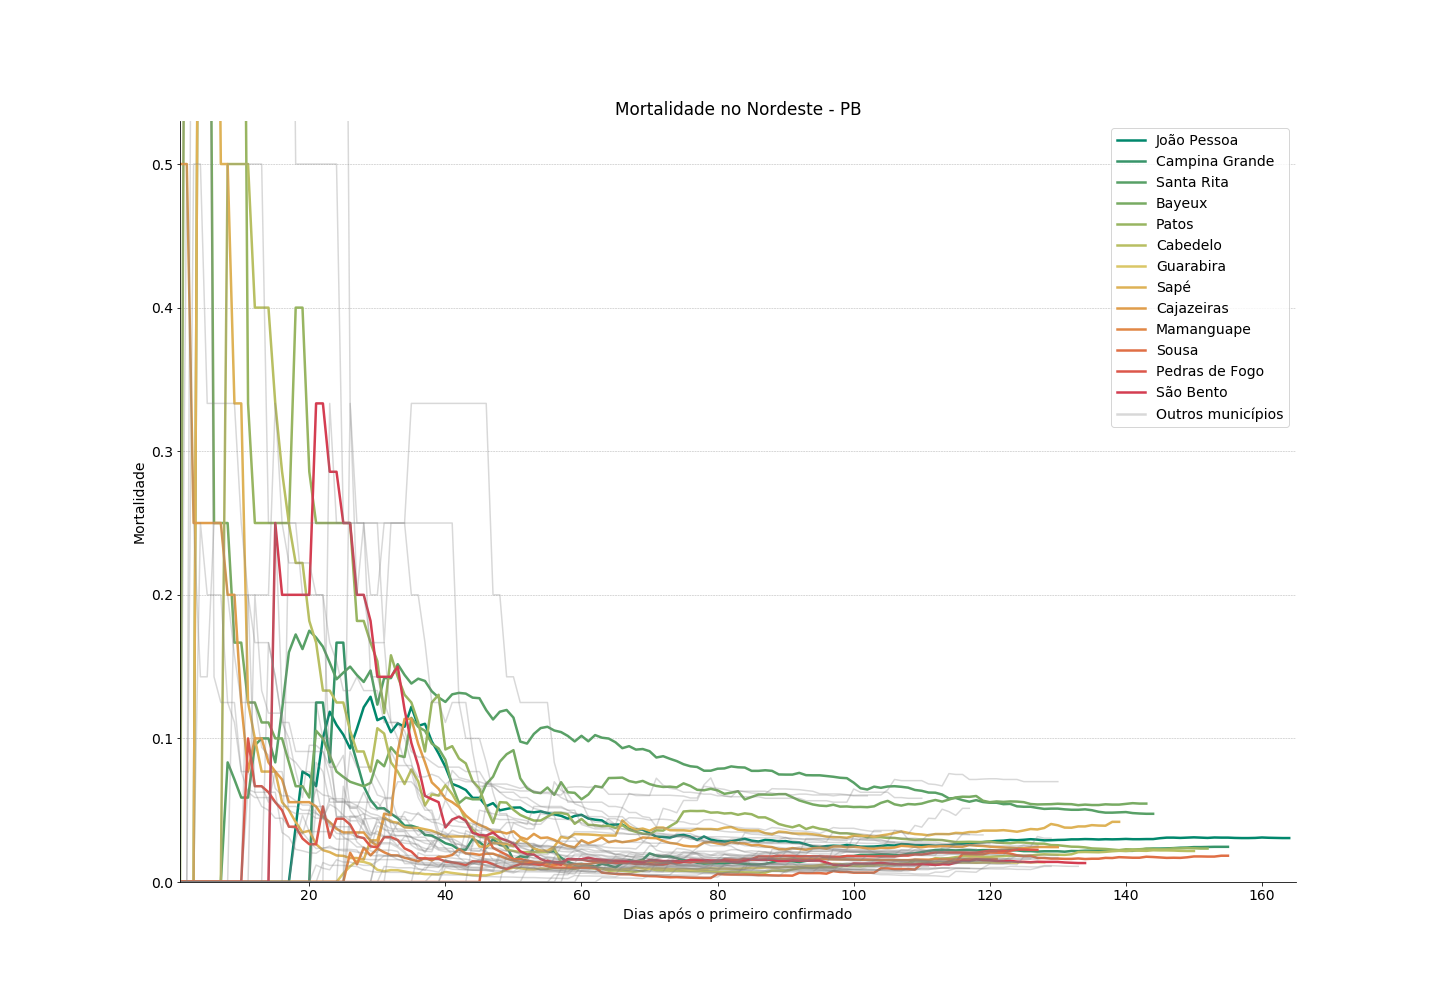 Mortalidade no Nordeste - PB
João Pessoa
Campina Grande
Santa Rita
Bayeux
Patos
Cabedelo
Guarabira
Sapé
Cajazeiras
Mamanguape
Sousa
Pedras de Fogo
São Bento
Outros municípios
Mortalidade
0.5
0.4
0.3
0.2
0.1
0.0
20 40 60 80 100 120 140 160
Dias após o primeiro confirmado